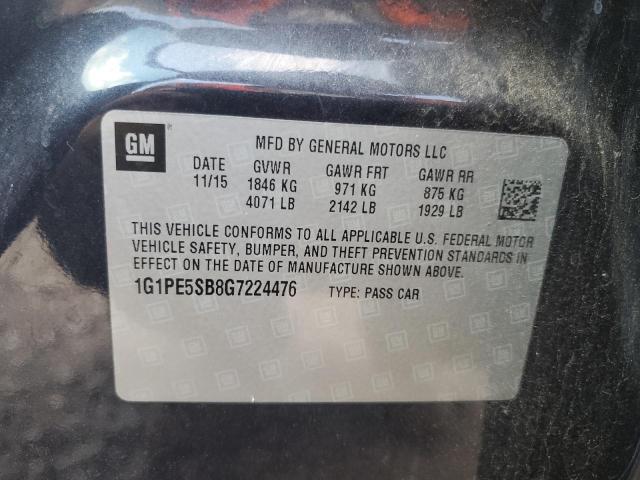 GM
MFD BY GENERAL MOTORS LLC
DATE GVWR GAWR FRT GAWR RR
11/15 1846 KG 971 KG 875 KG
4071 LB 2142 LB 1929 LB
THIS VEHICLE CONFORMS TO ALL APPLICABLE U.S. FEDERAL MOTOR
VEHICLE SAFETY, BUMPER, AND THEFT PREVENTION STANDARDS IN
EFFECT ON THE DATE OF MANUFACTURE SHOWN ABOVE.
1G1PE5SB8G7224476 TYPE: PASS CAR